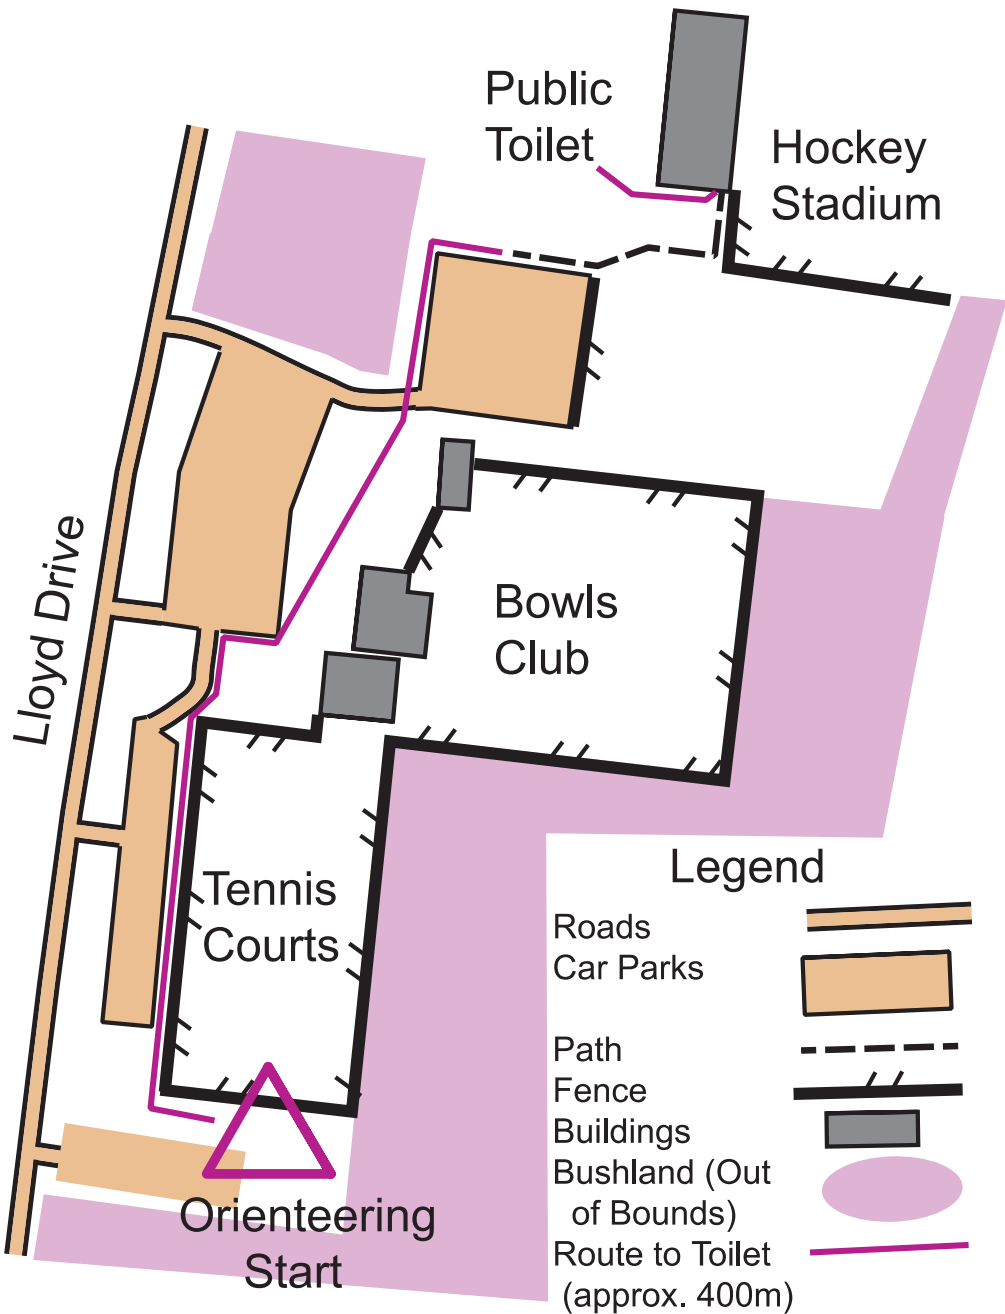 Public
Toilet
Hockey
Stadium
Lloyd Drive
Bowls
Club
Tennis
Courts
Orienteering
Start
Legend
Roads
Car Parks
Path
Fence
Buildings
Bushland (Out
of Bounds)
Route to Toilet
(approx. 400m)